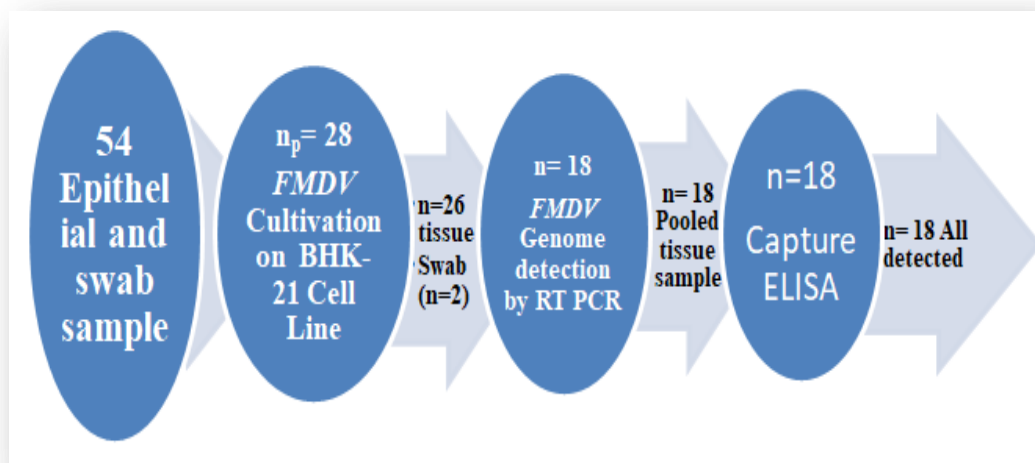 54
Epithel
ial and
swab
sample
n_p= 28
FMDV
Cultivation
on BHK-
21 Cell
Line
• n=26
tissue
• Swab
(n=2)
n= 18
FMDV
Genome
detection
by RT PCR
n= 18
Pooled
tissue
sample
n=18
Capture
ELISA
n= 18 All
detected